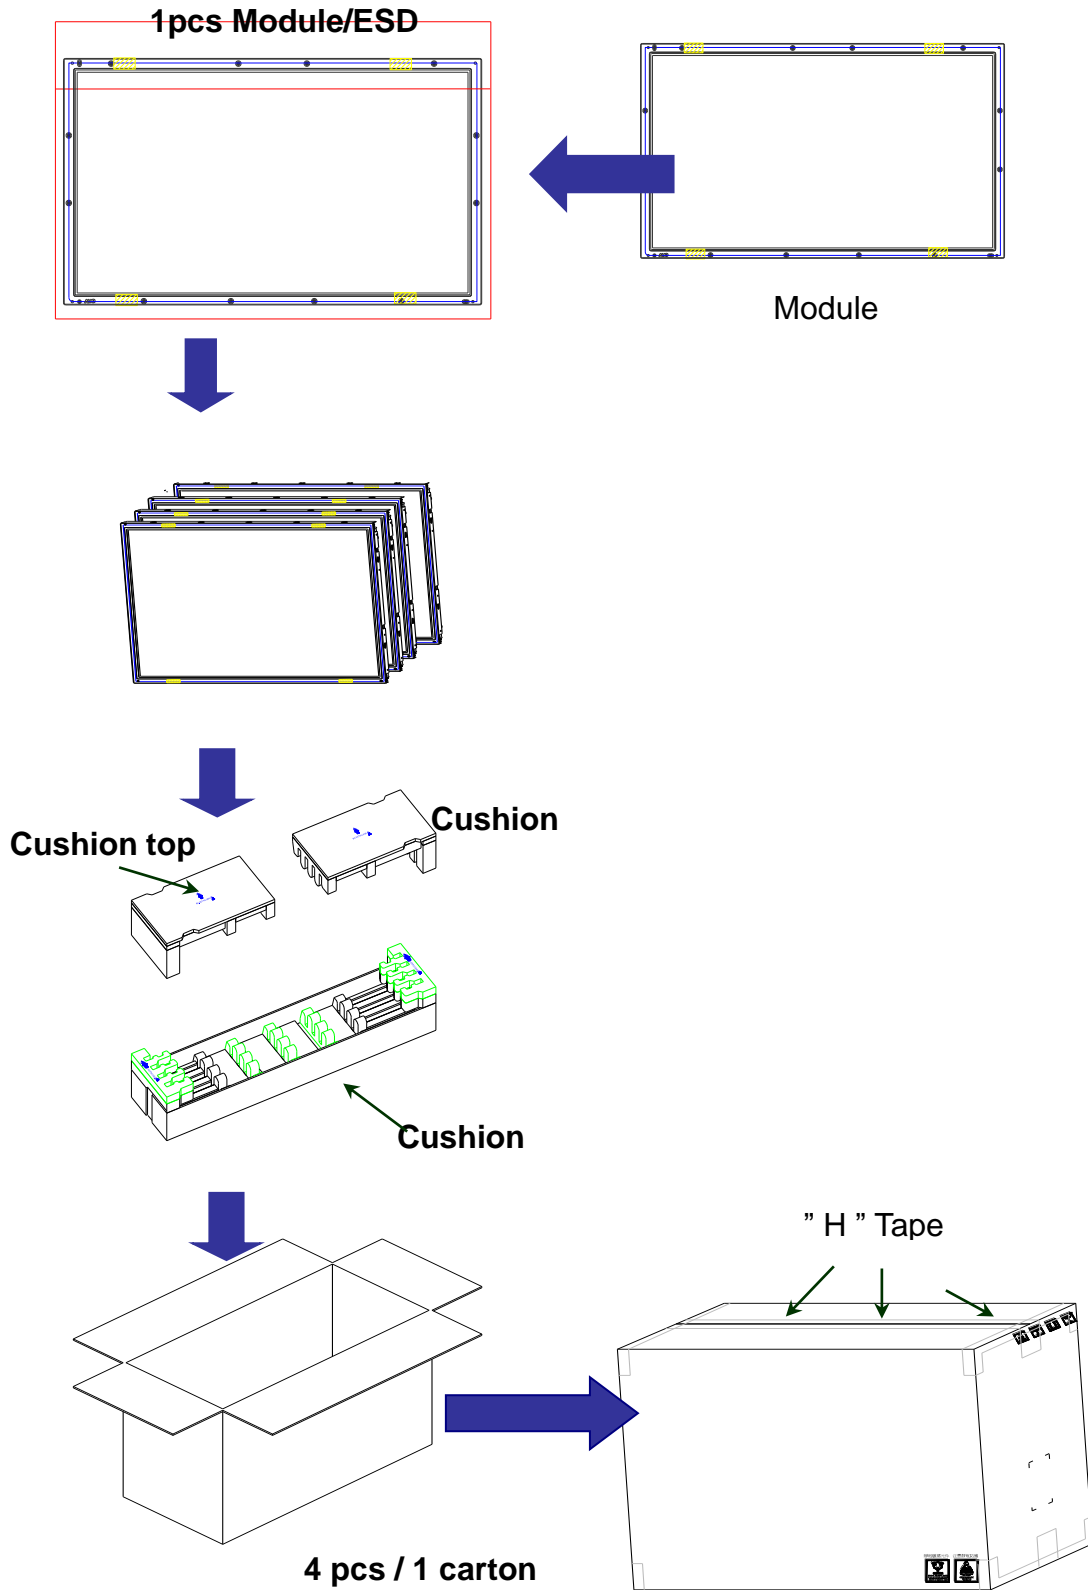 1pcs Module/ESD
Module
Cushion
Cushion top
Cushion
” H ” Tape
4 pcs / 1 carton